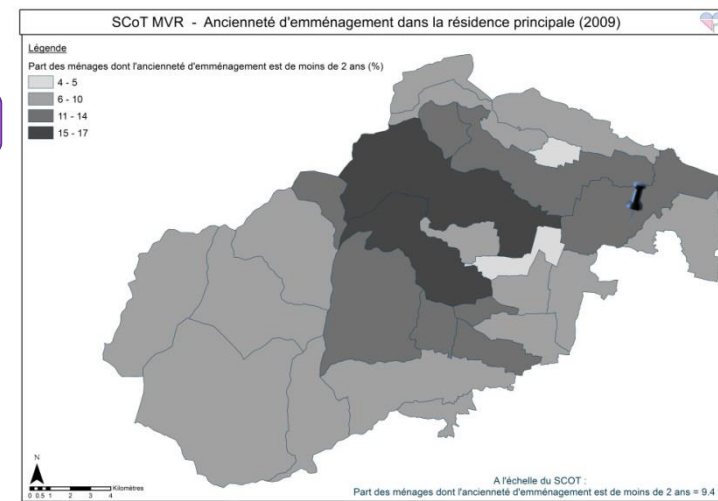 SCoT MVR - Ancienneté d'emménagement dans la résidence principale (2009)
Légende
Part des ménages dont l'ancienneté d'emménagement est de moins de 2 ans (%)
4 - 5
6 - 10
11 - 14
15 - 17
N
Kilomètres
0 0.5 1 2 3 4
A l'échelle du SCOT :
Part des ménages dont l'ancienneté d'emménagement est de moins de 2 ans = 9,4